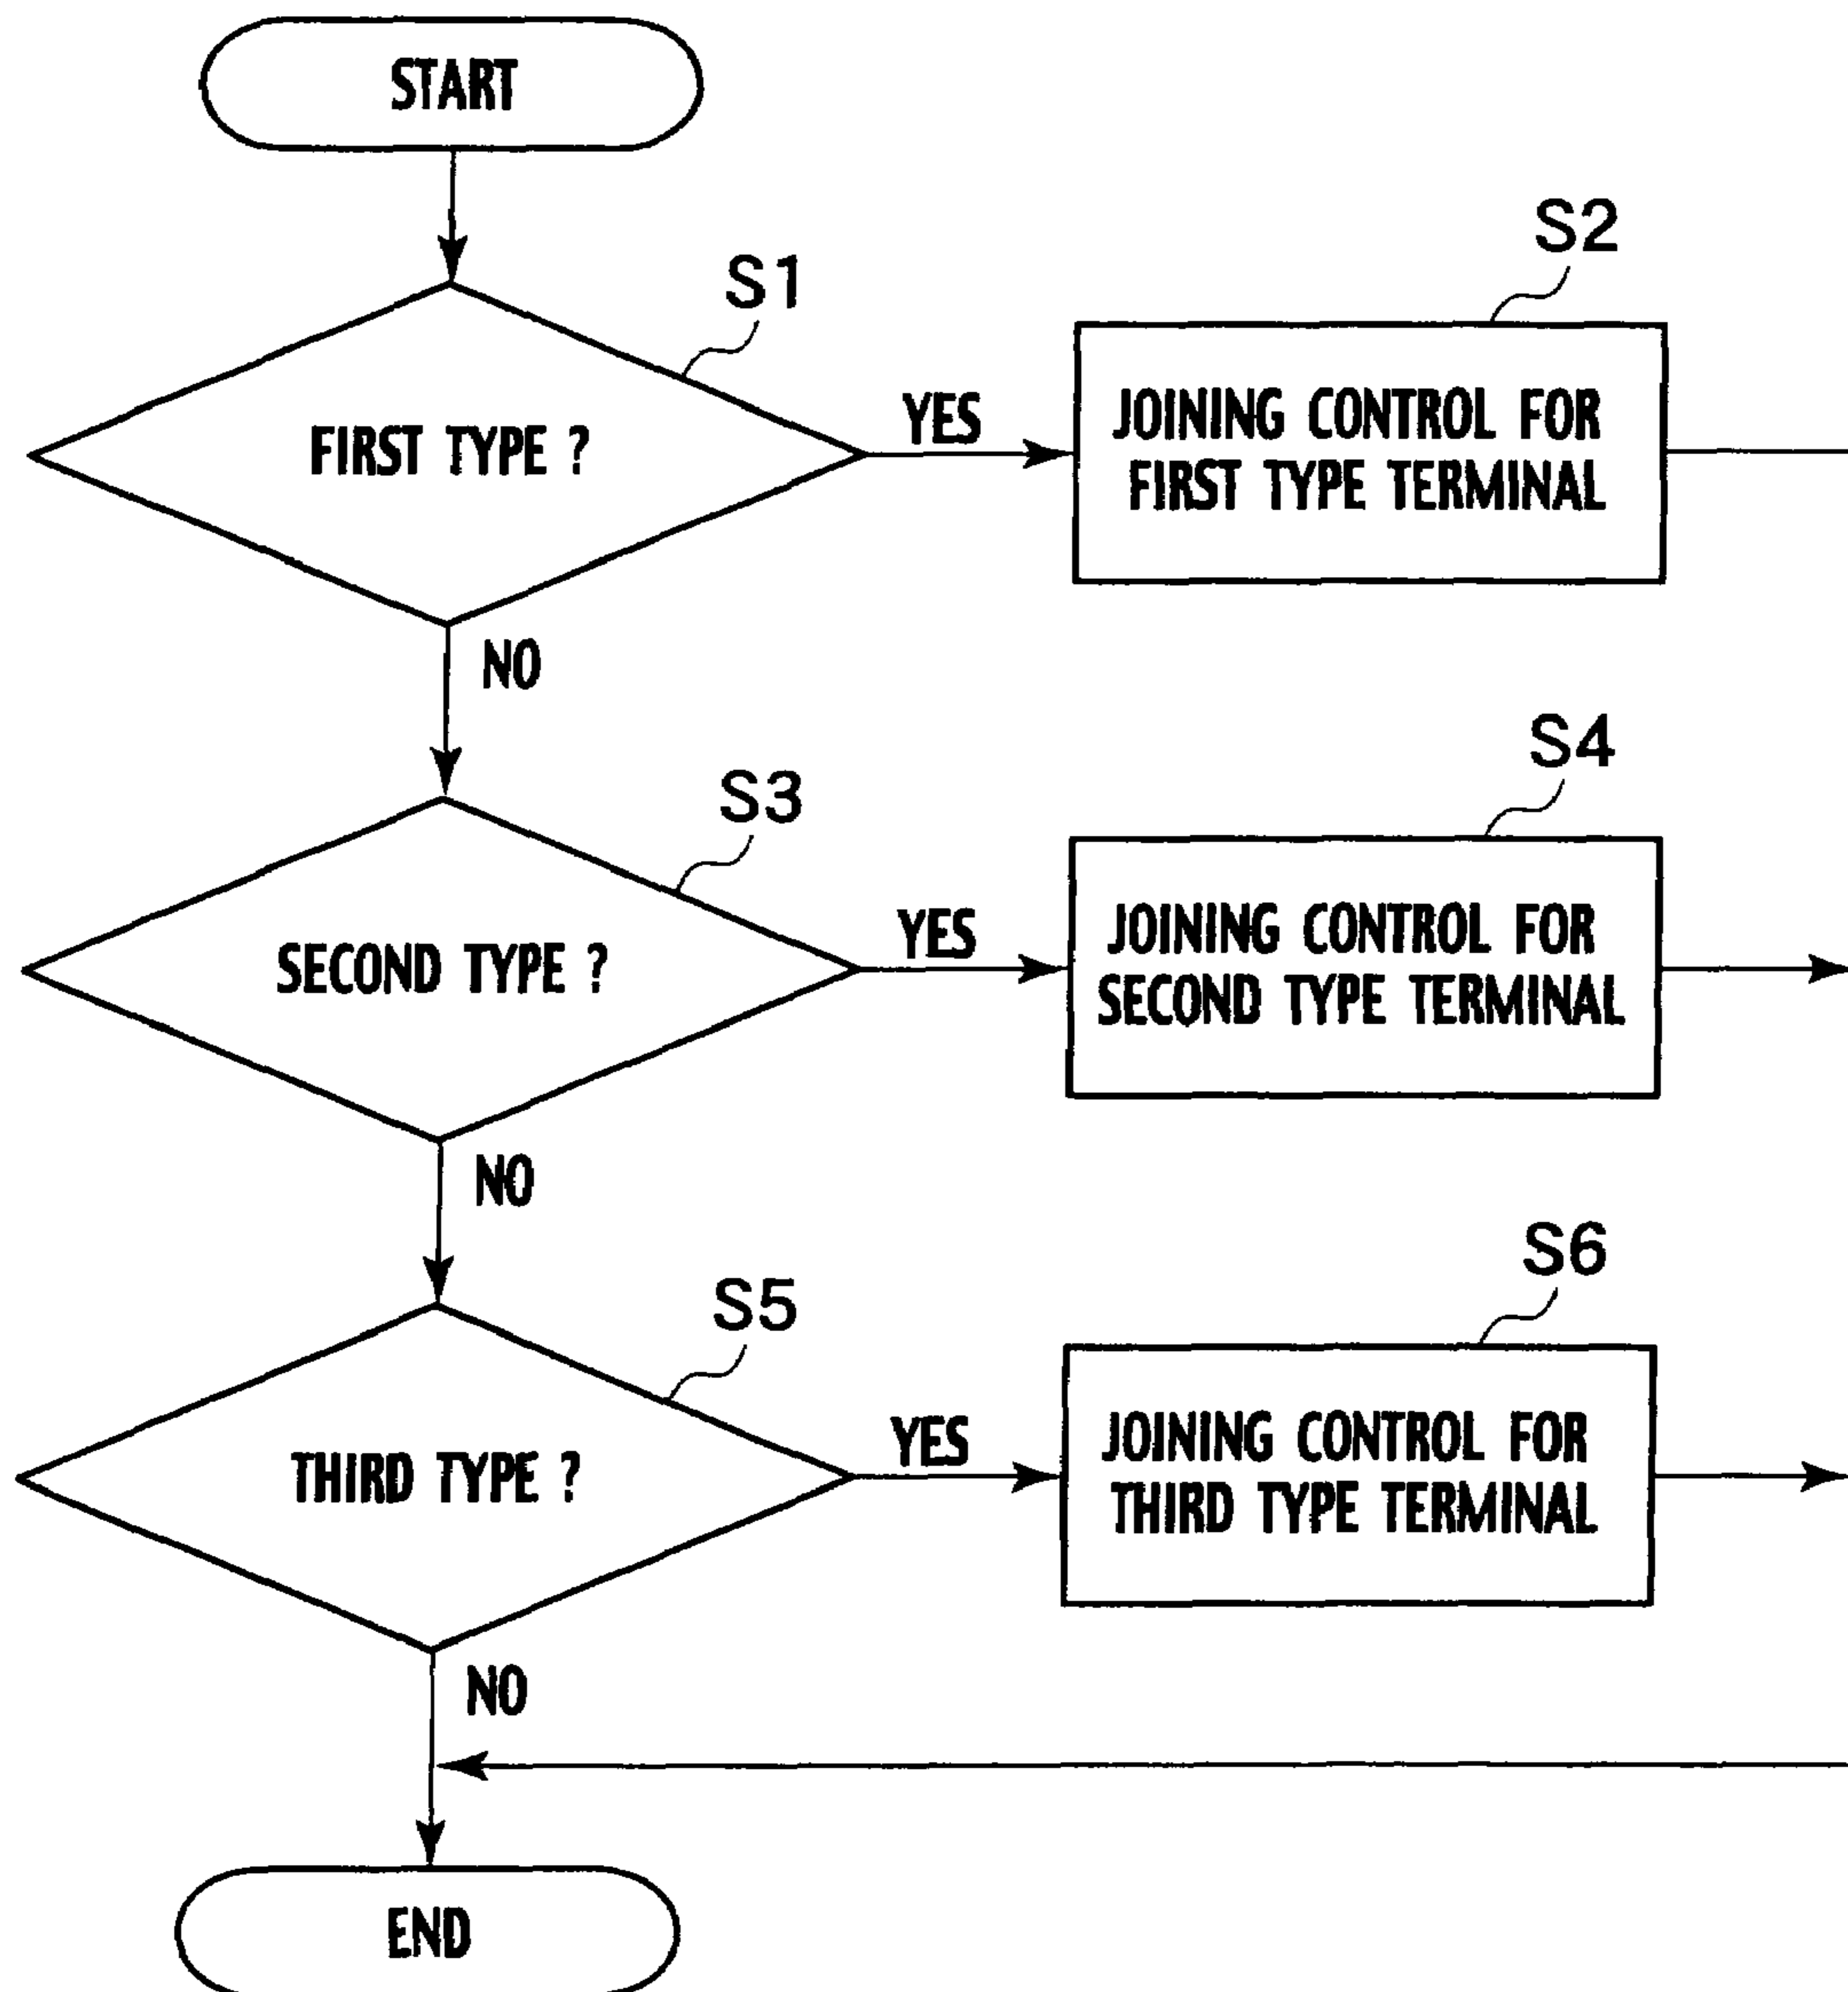 START
S1
FIRST TYPE ?
YES
S2
JOINING CONTROL FOR
FIRST TYPE TERMINAL
NO
S3
SECOND TYPE ?
YES
S4
JOINING CONTROL FOR
SECOND TYPE TERMINAL
NO
S5
THIRD TYPE ?
YES
S6
JOINING CONTROL FOR
THIRD TYPE TERMINAL
NO
END